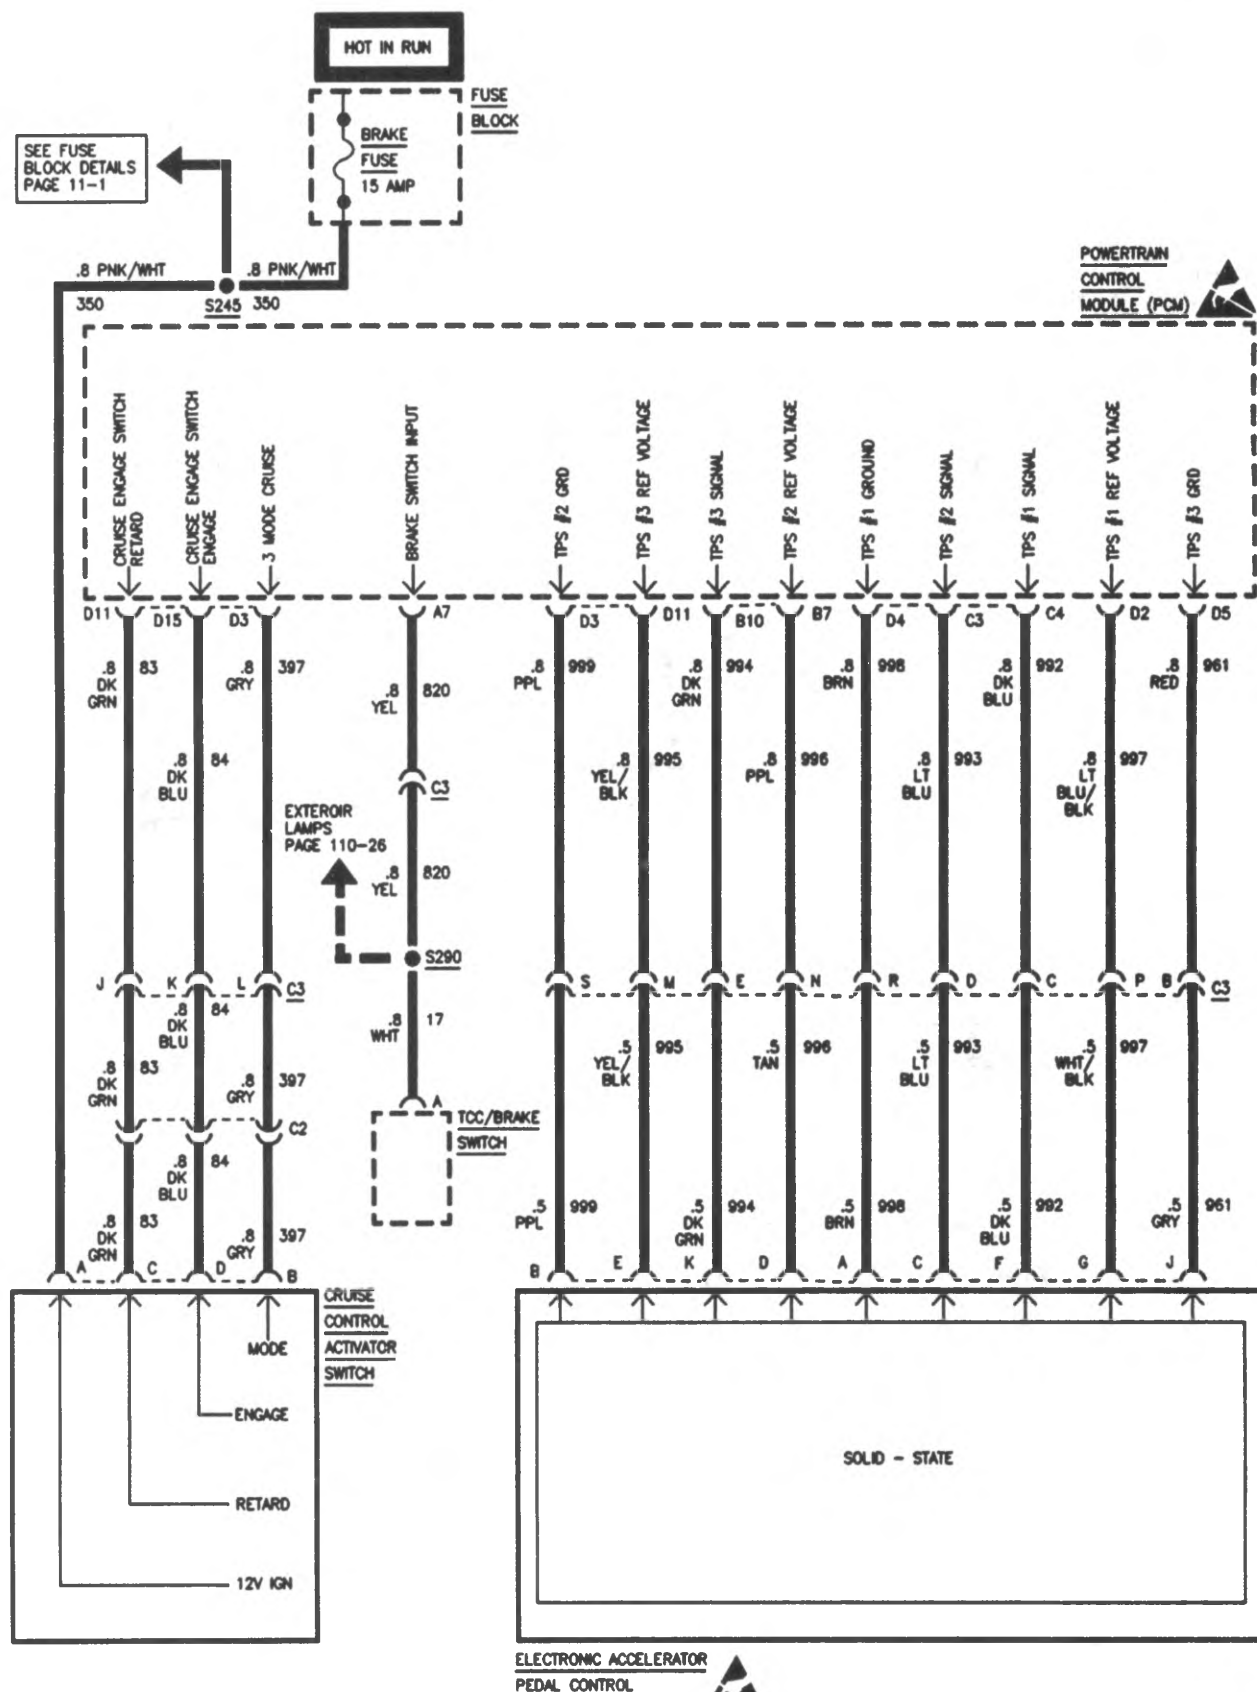 HOT IN RUN
FUSE
BLOCK
BRAKE
FUSE
15 AMP
SEE FUSE
BLOCK DETAILS
PAGE 11-1
.8 PNK/WHT
.8 PNK/WHT
350
S245
350
POWERTRAIN
CONTROL
MODULE (PCM)
CRUISE ENGAGE SWITCH
RETARD
CRUISE ENGAGE SWITCH
ENGAGE
3 MODE CRUISE
BRAKE SWITCH INPUT
TPS #2 GRD
TPS #3 REF VOLTAGE
TPS #3 SIGNAL
TPS #2 REF VOLTAGE
TPS #1 GROUND
TPS #2 SIGNAL
TPS #1 SIGNAL
TPS #1 REF VOLTAGE
TPS #3 GRD
D11
D15
D3
A7
D3
D11
B10
B7
D4
C3
C4
D2
D5
.8
DK
GRN
83
.8
GRY
397
.8
YEL
820
.8
PPL
999
.8
DK
GRN
994
.8
BRN
998
.8
DK
BLU
992
.8
RED
961
.8
DK
BLU
84
C3
.8
YEL/
BLK
995
.8
PPL
996
.8
LT
BLU
993
.8
LT
BLU/
BLK
997
EXTEROIR
LAMPS
PAGE 110-26
.8
YEL
820
S290
J
K
L
C3
S
M
E
N
R
D
C
P
B
C3
.8
DK
BLU
84
.8
WHT
17
.5
YEL/
BLK
995
.5
TAN
996
.5
LT
BLU
993
.5
WHT/
BLK
997
.8
DK
GRN
83
.8
GRY
397
C2
A
TCC/BRAKE
SWITCH
.8
DK
BLU
84
.8
DK
GRN
83
.8
GRY
397
.5
PPL
999
.5
DK
GRN
994
.5
BRN
998
.5
DK
BLU
992
.5
GRY
961
A
C
D
B
B
E
K
D
A
C
F
G
J
CRUISE
CONTROL
ACTIVATOR
SWITCH
MODE
ENGAGE
RETARD
12V IGN
SOLID - STATE
ELECTRONIC ACCELERATOR
PEDAL CONTROL